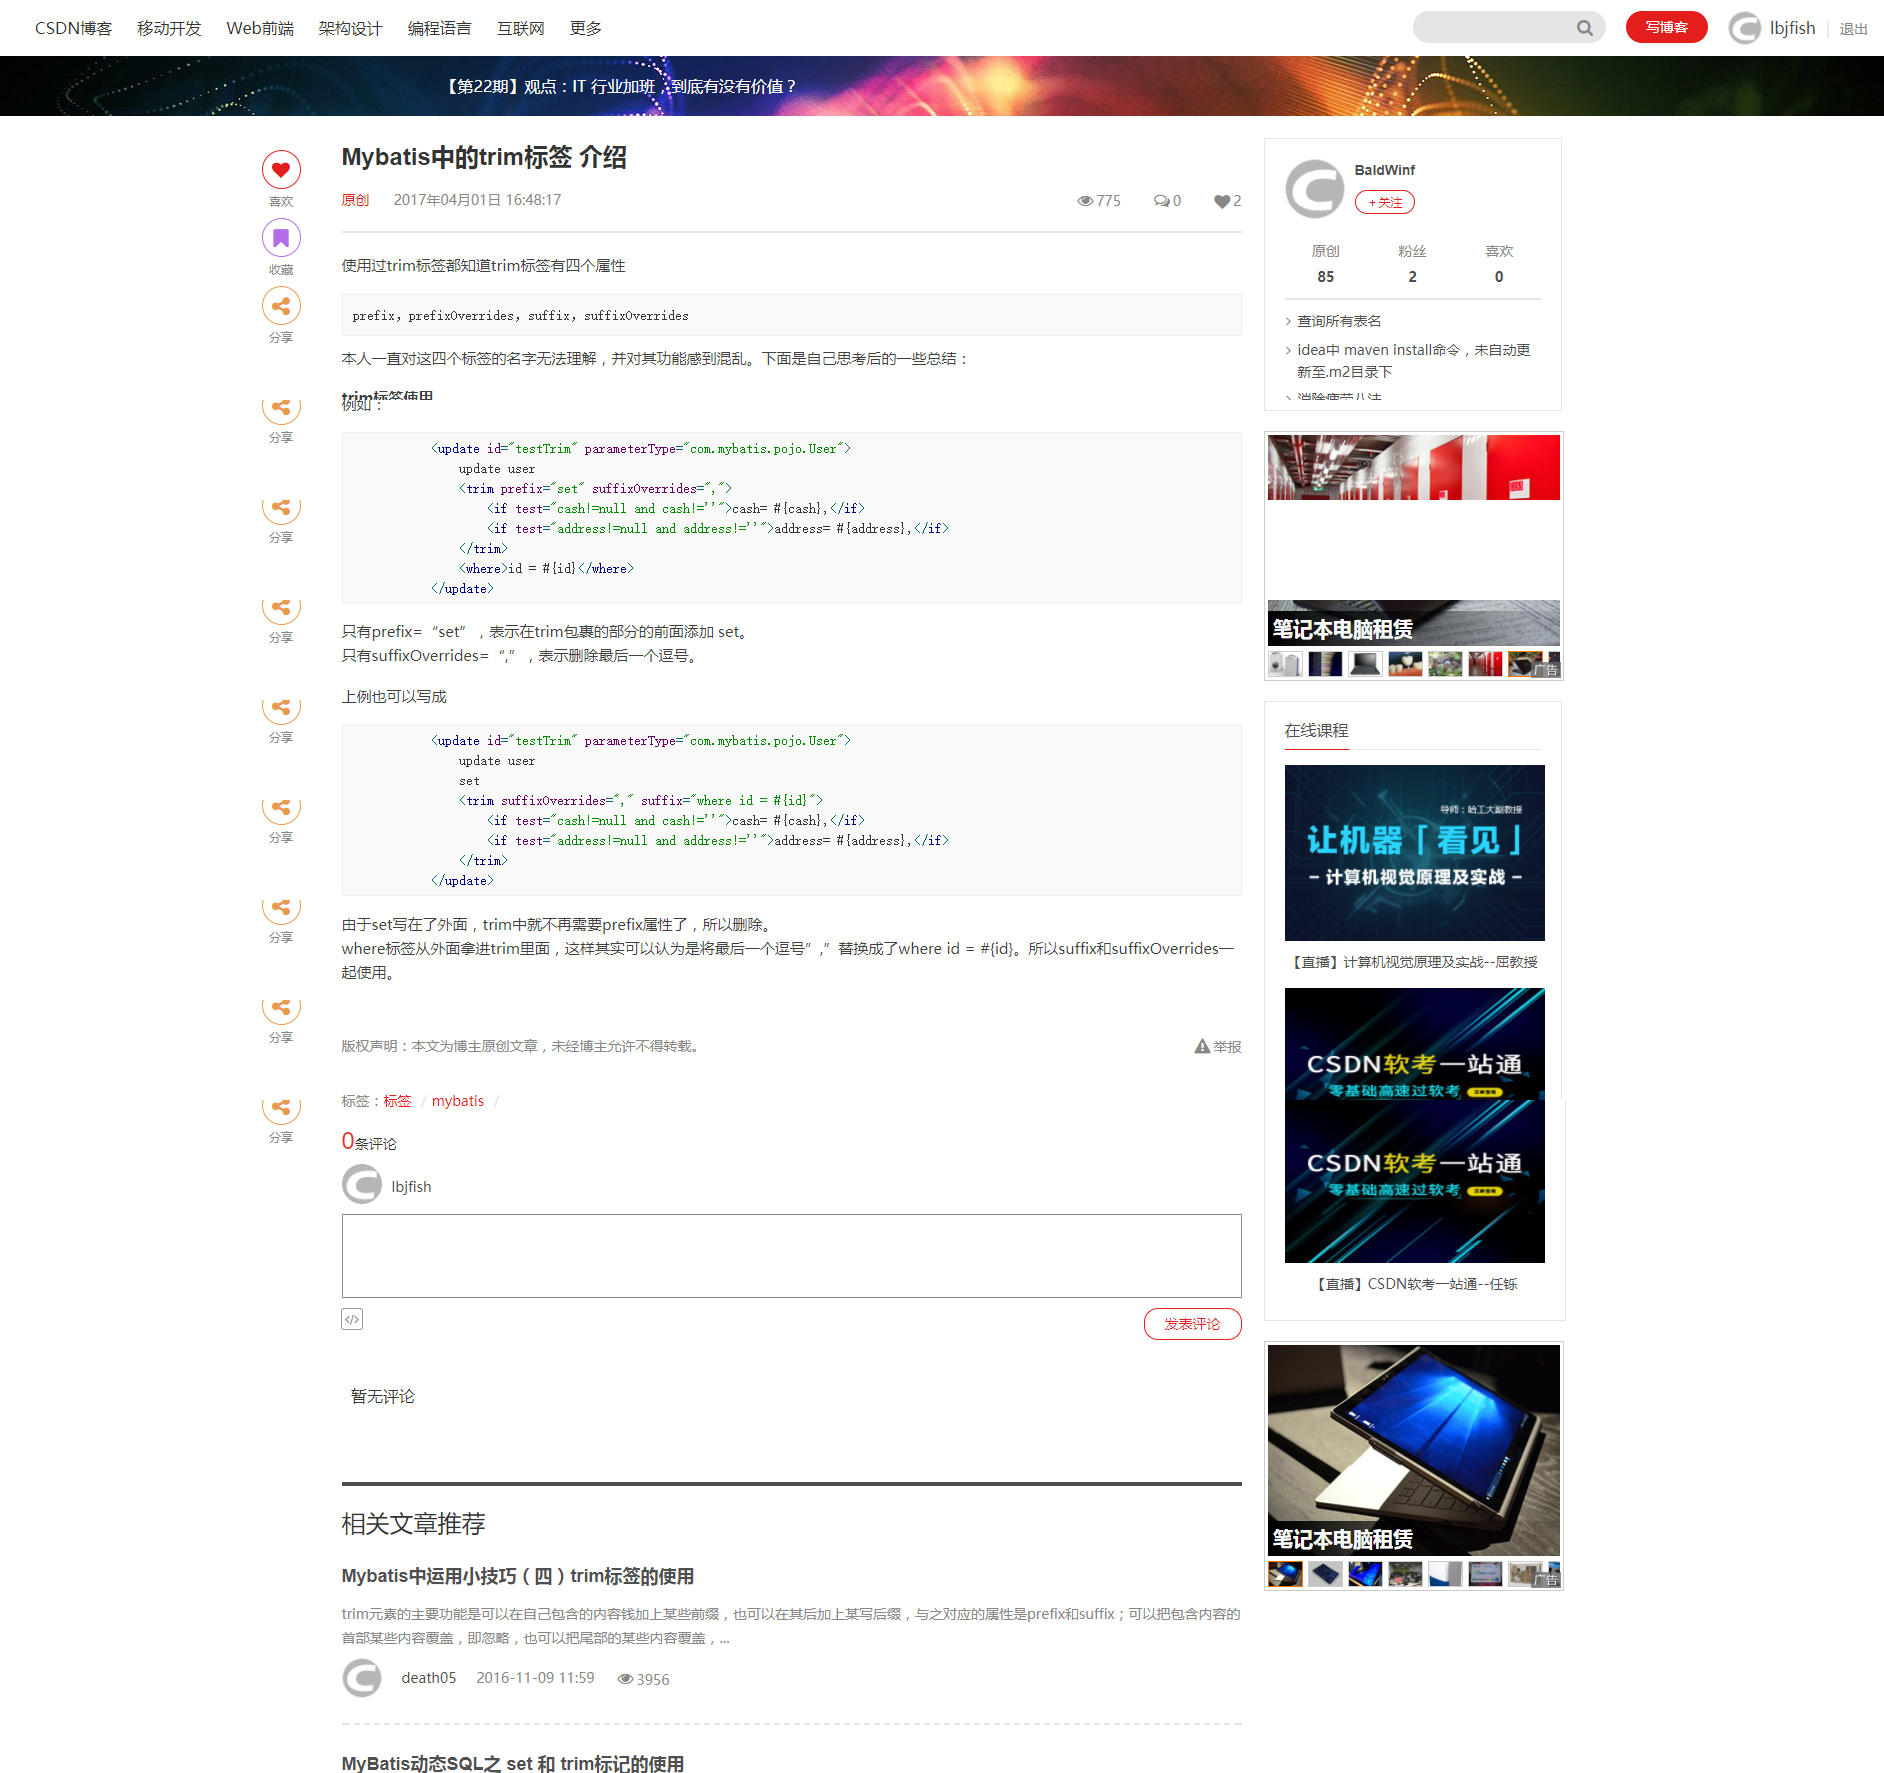 CSDN博客 移动开发 Web前端 架构设计 编程语言 互联网 更多 写博客 lbjfish | 退出
【第22期】观点：IT 行业加班，到底有没有价值？
喜欢
收藏
分享
分享
分享
分享
分享
分享
分享
分享
分享
Mybatis中的trim标签 介绍
原创 2017年04月01日 16:48:17 775 0 2
使用过trim标签都知道trim标签有四个属性
prefix, prefixOverrides, suffix, suffixOverrides
本人一直对这四个标签的名字无法理解，并对其功能感到混乱。下面是自己思考后的一些总结：
trim标签使用
例如：
<update id="testTrim" parameterType="com.mybatis.pojo.User">
update user
<trim prefix="set" suffixOverrides=",">
<if test="cash!=null and cash!=''">cash= #{cash},</if>
<if test="address!=null and address!=''">address= #{address},</if>
</trim>
<where>id = #{id}</where>
</update>
只有prefix=“set”，表示在trim包裹的部分的前面添加 set。
只有suffixOverrides=“,”，表示删除最后一个逗号。
上例也可以写成
<update id="testTrim" parameterType="com.mybatis.pojo.User">
update user
set
<trim suffixOverrides="," suffix="where id = #{id}">
<if test="cash!=null and cash!=''">cash= #{cash},</if>
<if test="address!=null and address!=''">address= #{address},</if>
</trim>
</update>
由于set写在了外面，trim中就不再需要prefix属性了，所以删除。
where标签从外面拿进trim里面，这样其实可以认为是将最后一个逗号”,”替换成了where id = #{id}。所以suffix和suffixOverrides一
起使用。
版权声明：本文为博主原创文章，未经博主允许不得转载。 举报
标签：标签 / mybatis /
0条评论
lbjfish
</>
发表评论
暂无评论
相关文章推荐
Mybatis中运用小技巧（四）trim标签的使用
trim元素的主要功能是可以在自己包含的内容钱加上某些前缀，也可以在其后加上某写后缀，与之对应的属性是prefix和suffix；可以把包含内容的
首部某些内容覆盖，即忽略，也可以把尾部的某些内容覆盖，...
death05 2016-11-09 11:59 3956
MyBatis动态SQL之 set 和 trim标记的使用
BaldWinf
+ 关注
原创 粉丝 喜欢
85 2 0
查询所有表名
idea中 maven install命令，未自动更
新至.m2目录下
消除疲劳八法
笔记本电脑租赁
广告
在线课程
导师：哈工大副教授
让机器「看见」
– 计算机视觉原理及实战 –
【直播】计算机视觉原理及实战--屈教授
CSDN软考一站通
零基础高速过软考
CSDN软考一站通
零基础高速过软考
【直播】CSDN软考一站通--任铄
笔记本电脑租赁
广告